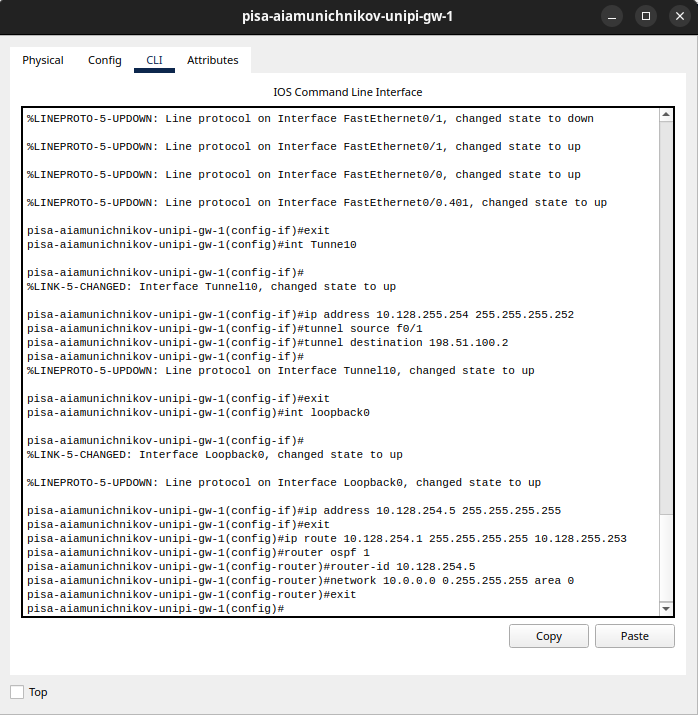 pisa-aiamunichnikov-unipi-gw-1
Physical Config CLI Attributes
IOS Command Line Interface
%LINEPROTO-5-UPDOWN: Line protocol on Interface FastEthernet0/1, changed state to down
%LINEPROTO-5-UPDOWN: Line protocol on Interface FastEthernet0/1, changed state to up
%LINEPROTO-5-UPDOWN: Line protocol on Interface FastEthernet0/0, changed state to up
%LINEPROTO-5-UPDOWN: Line protocol on Interface FastEthernet0/0.401, changed state to up
pisa-aiamunichnikov-unipi-gw-1(config-if)#exit
pisa-aiamunichnikov-unipi-gw-1(config)#int Tunne10
pisa-aiamunichnikov-unipi-gw-1(config-if)#
%LINK-5-CHANGED: Interface Tunnel10, changed state to up
pisa-aiamunichnikov-unipi-gw-1(config-if)#ip address 10.128.255.254 255.255.255.252
pisa-aiamunichnikov-unipi-gw-1(config-if)#tunnel source f0/1
pisa-aiamunichnikov-unipi-gw-1(config-if)#tunnel destination 198.51.100.2
pisa-aiamunichnikov-unipi-gw-1(config-if)#
%LINEPROTO-5-UPDOWN: Line protocol on Interface Tunnel10, changed state to up
pisa-aiamunichnikov-unipi-gw-1(config-if)#exit
pisa-aiamunichnikov-unipi-gw-1(config)#int loopback0
pisa-aiamunichnikov-unipi-gw-1(config-if)#
%LINK-5-CHANGED: Interface Loopback0, changed state to up
%LINEPROTO-5-UPDOWN: Line protocol on Interface Loopback0, changed state to up
pisa-aiamunichnikov-unipi-gw-1(config-if)#ip address 10.128.254.5 255.255.255.255
pisa-aiamunichnikov-unipi-gw-1(config-if)#exit
pisa-aiamunichnikov-unipi-gw-1(config)#ip route 10.128.254.1 255.255.255.255 10.128.255.253
pisa-aiamunichnikov-unipi-gw-1(config)#router ospf 1
pisa-aiamunichnikov-unipi-gw-1(config-router)#router-id 10.128.254.5
pisa-aiamunichnikov-unipi-gw-1(config-router)#network 10.0.0.0 0.255.255.255 area 0
pisa-aiamunichnikov-unipi-gw-1(config-router)#exit
pisa-aiamunichnikov-unipi-gw-1(config)#
Copy Paste
Top